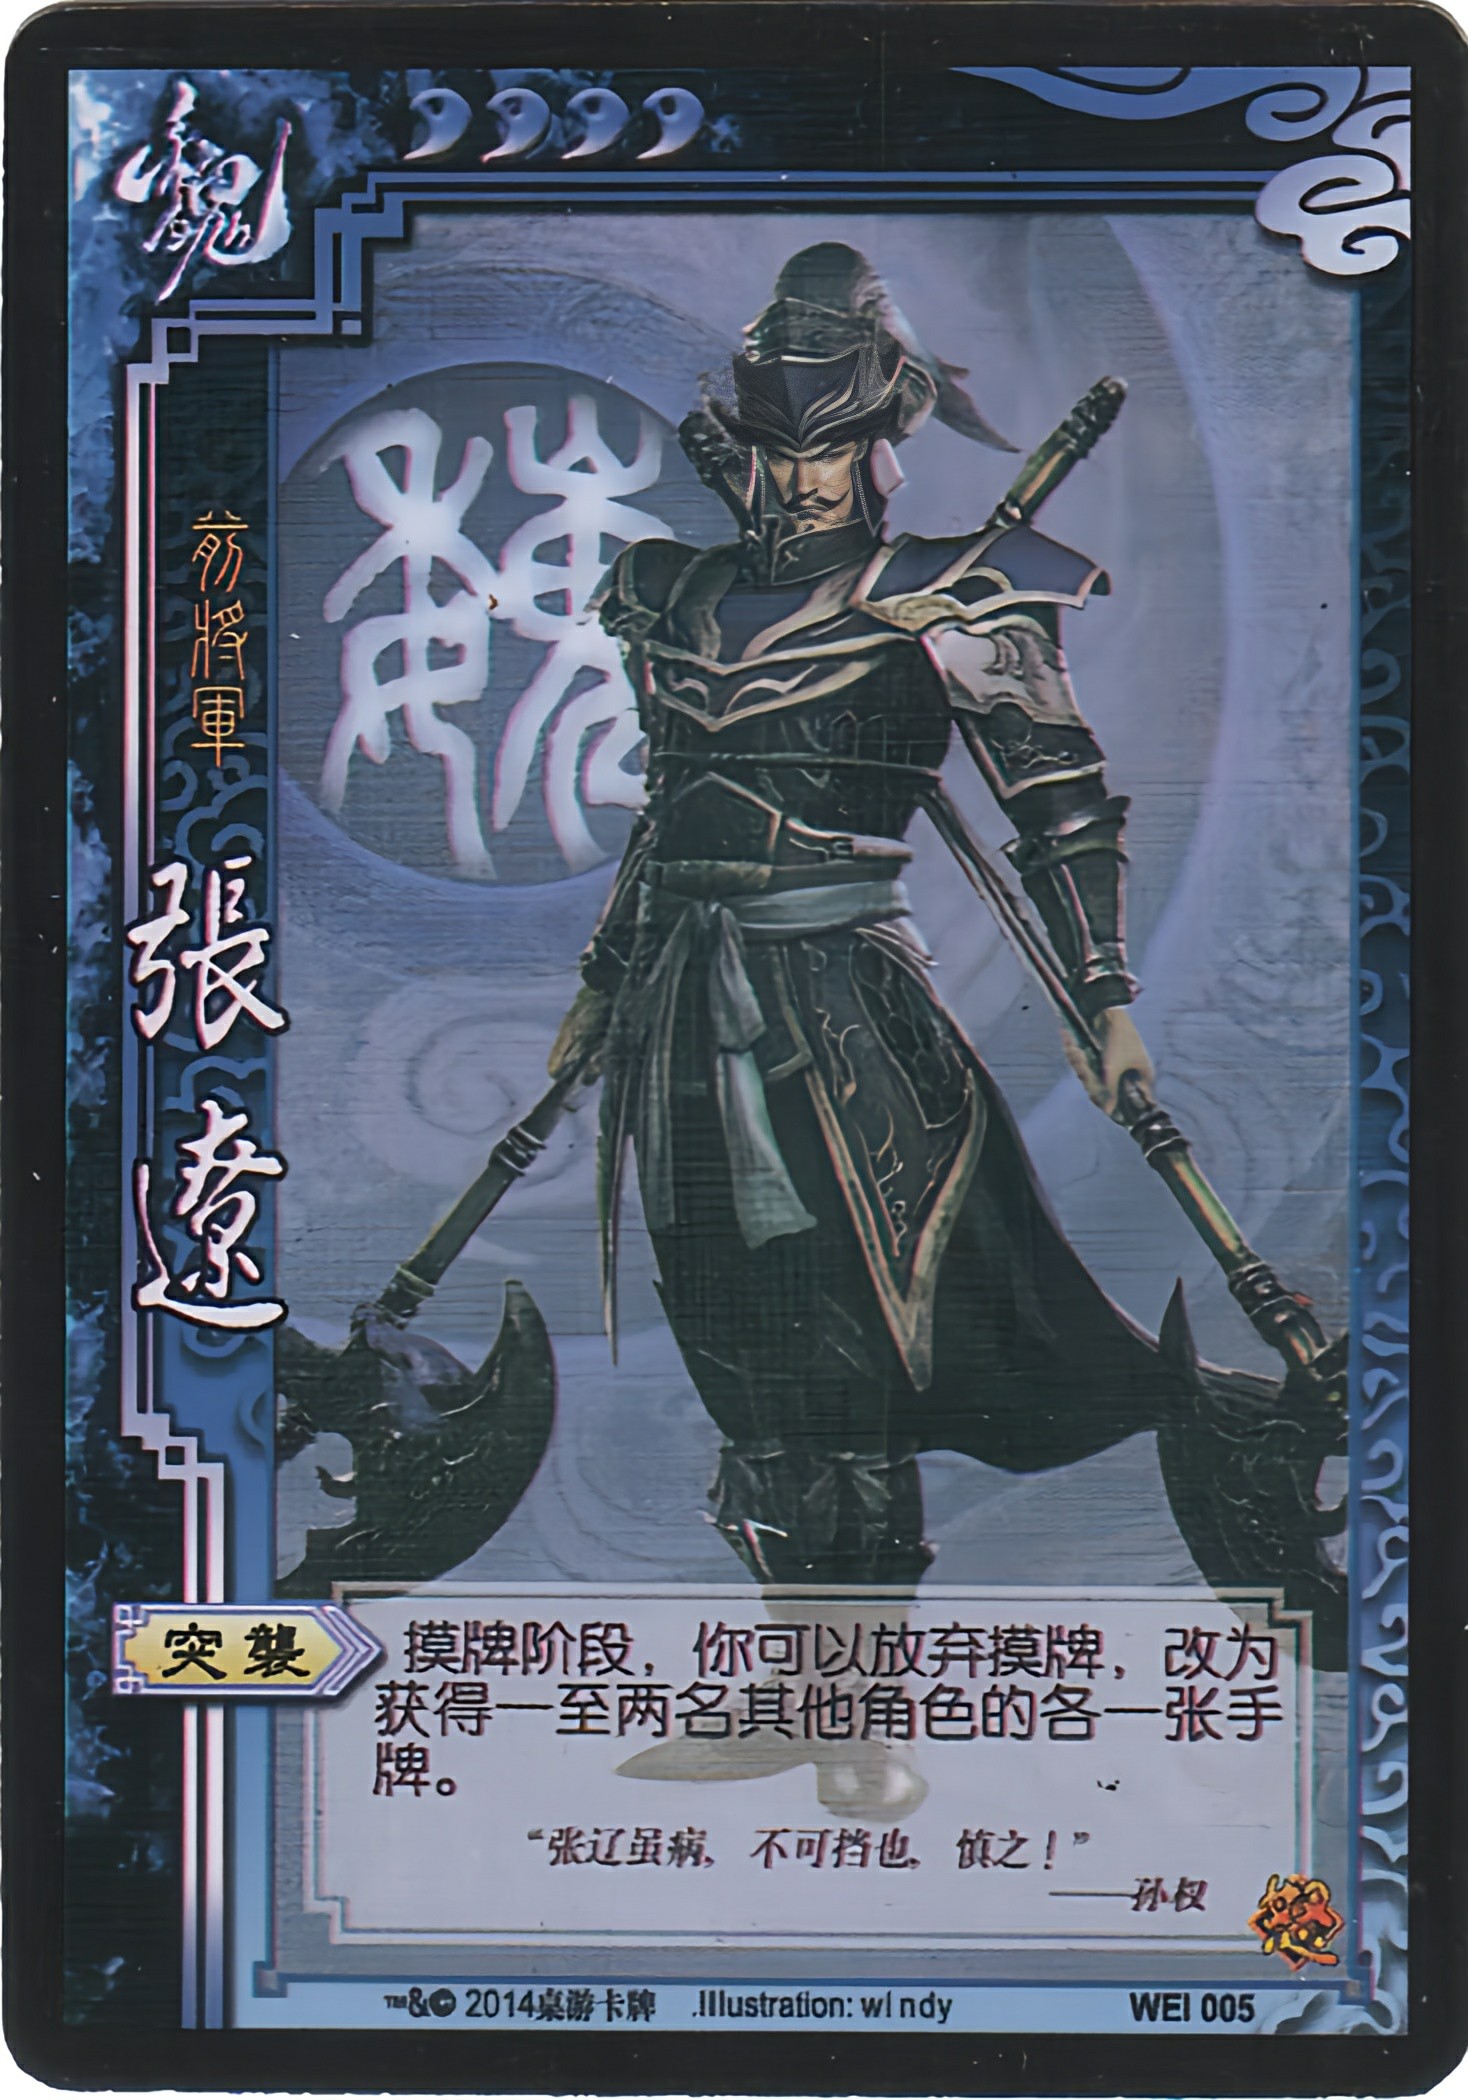 魏
魏
前將軍
張遼
突襲
摸牌阶段，你可以放弃摸牌，改为
获得一至两名其他角色的各一张手
牌。
“张辽虽病，不可挡也，慎之！”
——孙权
™&© 2014桌游卡牌 .Illustration: windy WEI 005